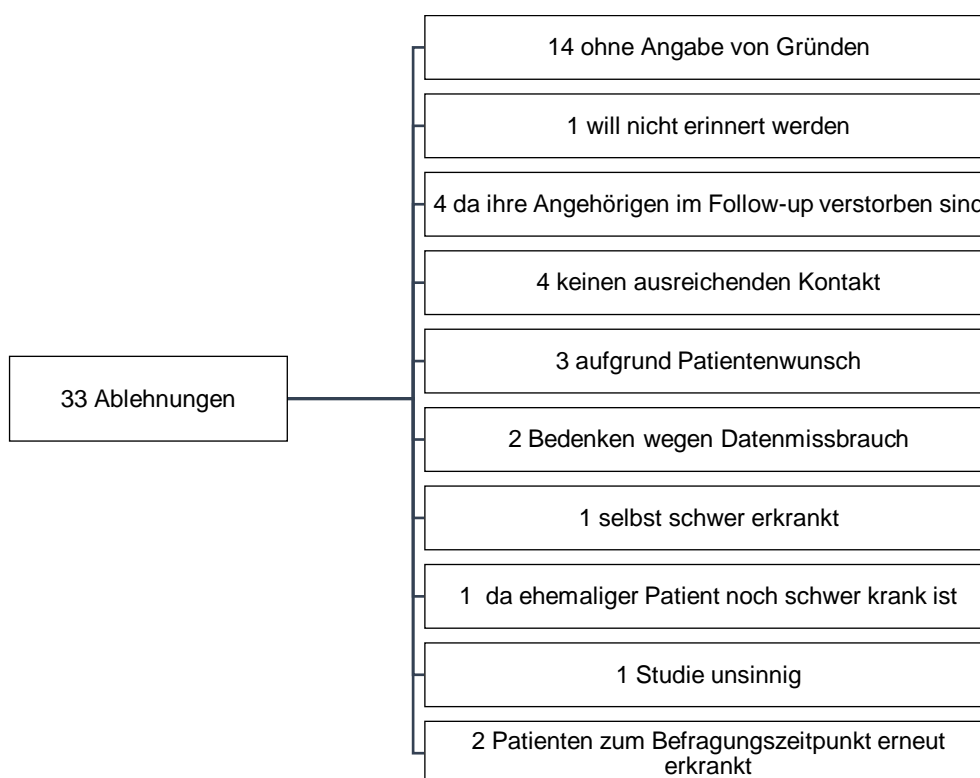 14 ohne Angabe von Gründen
1 will nicht erinnert werden
4 da ihre Angehörigen im Follow-up verstorben sind
4 keinen ausreichenden Kontakt
3 aufgrund Patientenwunsch
33 Ablehnungen
2 Bedenken wegen Datenmissbrauch
1 selbst schwer erkrankt
1 da ehemaliger Patient noch schwer krank ist
1 Studie unsinnig
2 Patienten zum Befragungszeitpunkt erneut
erkrankt